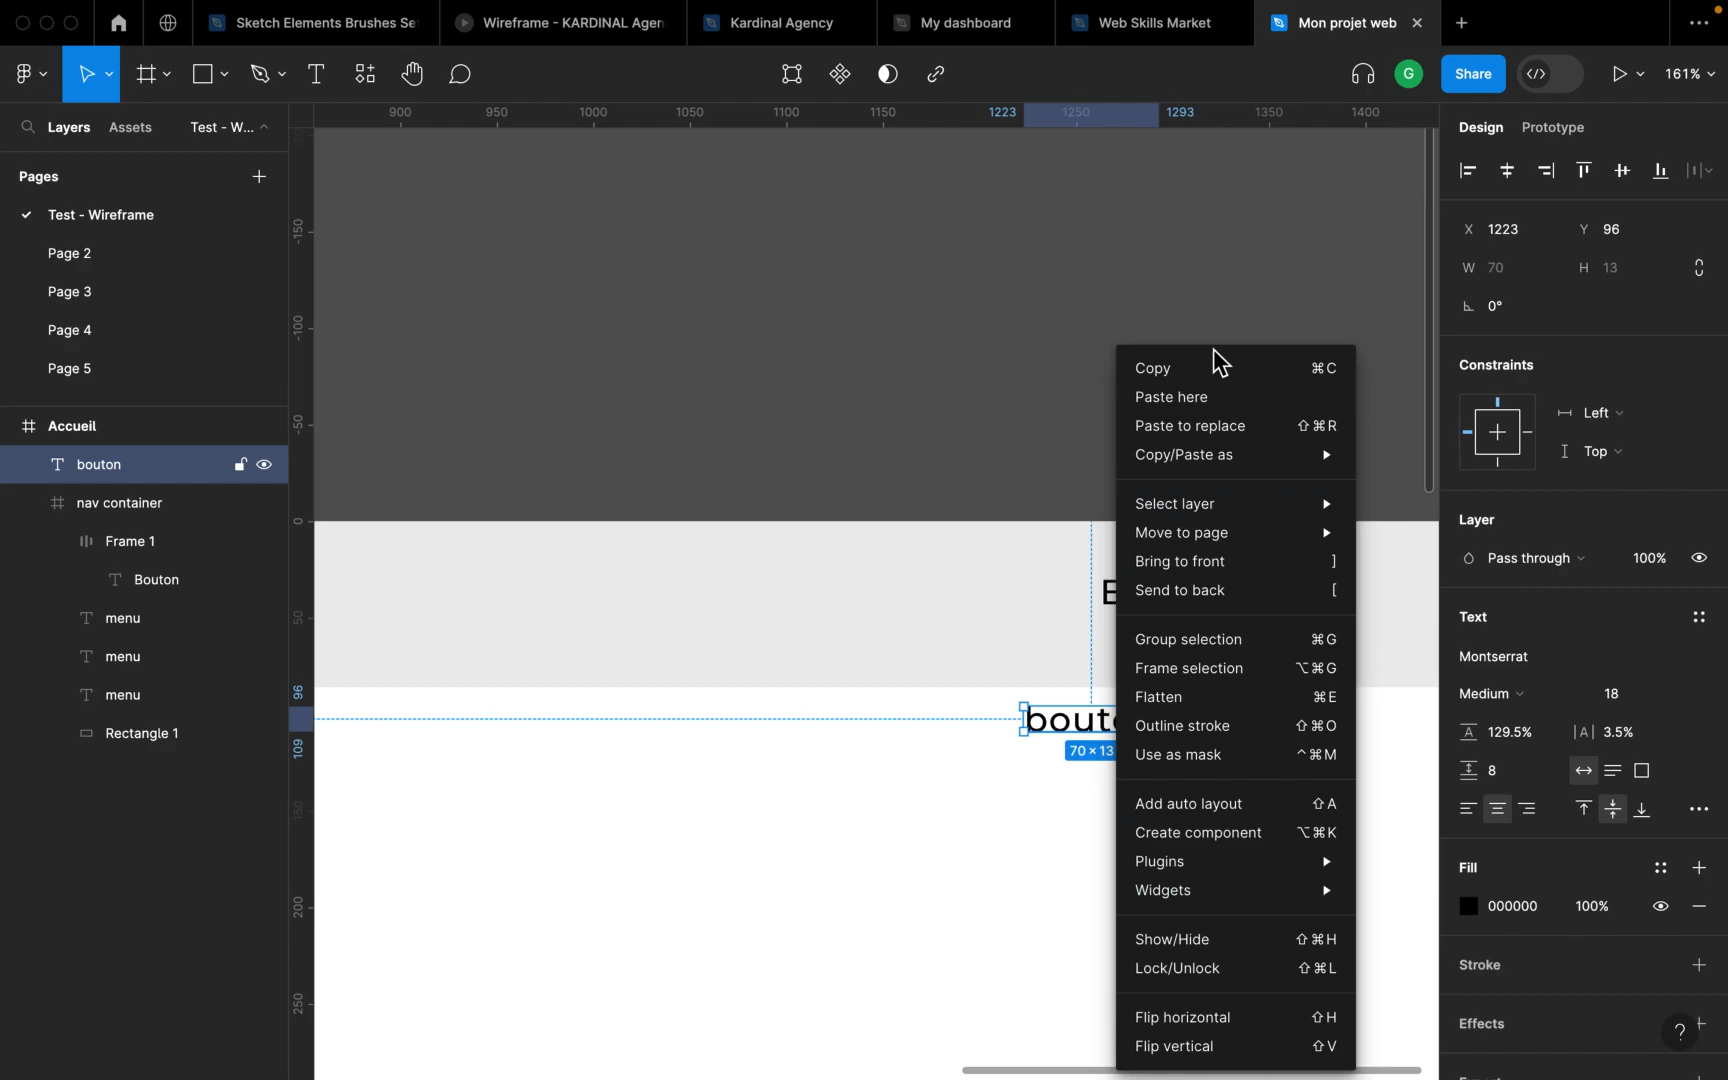 Sketch Elements Brushes Se
Wireframe - KARDINAL Agen
Kardinal Agency
My dashboard
Web Skills Market
Mon projet web
G
Share
161%
Layers
Assets
Test - W...
Pages
Test - Wireframe
Page 2
Page 3
Page 4
Page 5
Accueil
bouton
nav container
Frame 1
Bouton
menu
menu
menu
Rectangle 1
900
950
1000
1050
1100
1150
1223
1250
1293
1350
1400
-150
-100
-50
0
50
96
109
150
200
250
B
bouto
70 × 13
Copy ⌘C
Paste here
Paste to replace ⇧⌘R
Copy/Paste as
Select layer
Move to page
Bring to front ]
Send to back [
Group selection ⌘G
Frame selection ⌥⌘G
Flatten ⌘E
Outline stroke ⇧⌘O
Use as mask ^⌘M
Add auto layout ⇧A
Create component ⌥⌘K
Plugins
Widgets
Show/Hide ⇧⌘H
Lock/Unlock ⇧⌘L
Flip horizontal ⇧H
Flip vertical ⇧V
Design
Prototype
X 1223
Y 96
W 70
H 13
0°
Constraints
Left
Top
Layer
Pass through
100%
Text
Montserrat
Medium
18
129.5%
|A| 3.5%
8
Fill
000000
100%
Stroke
Effects
?